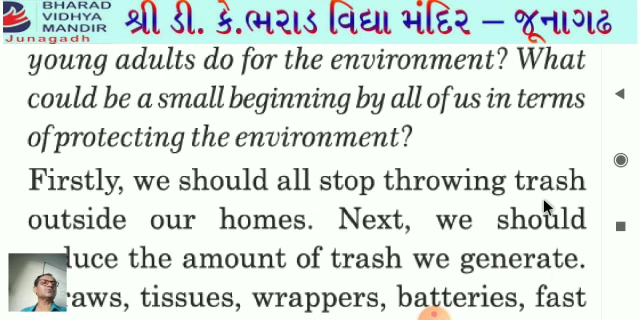 BHARAD
VIDHYA
MANDIR
Junagadh
શ્રી ડી. કે.ભરાડ વિદ્યા મંદિર – જૂનાગઢ
young adults do for the environment? What
could be a small beginning by all of us in terms
of protecting the environment?
Firstly, we should all stop throwing trash
outside our homes. Next, we should
the amount of trash we generate.
tissues, wrappers, batteries, fast